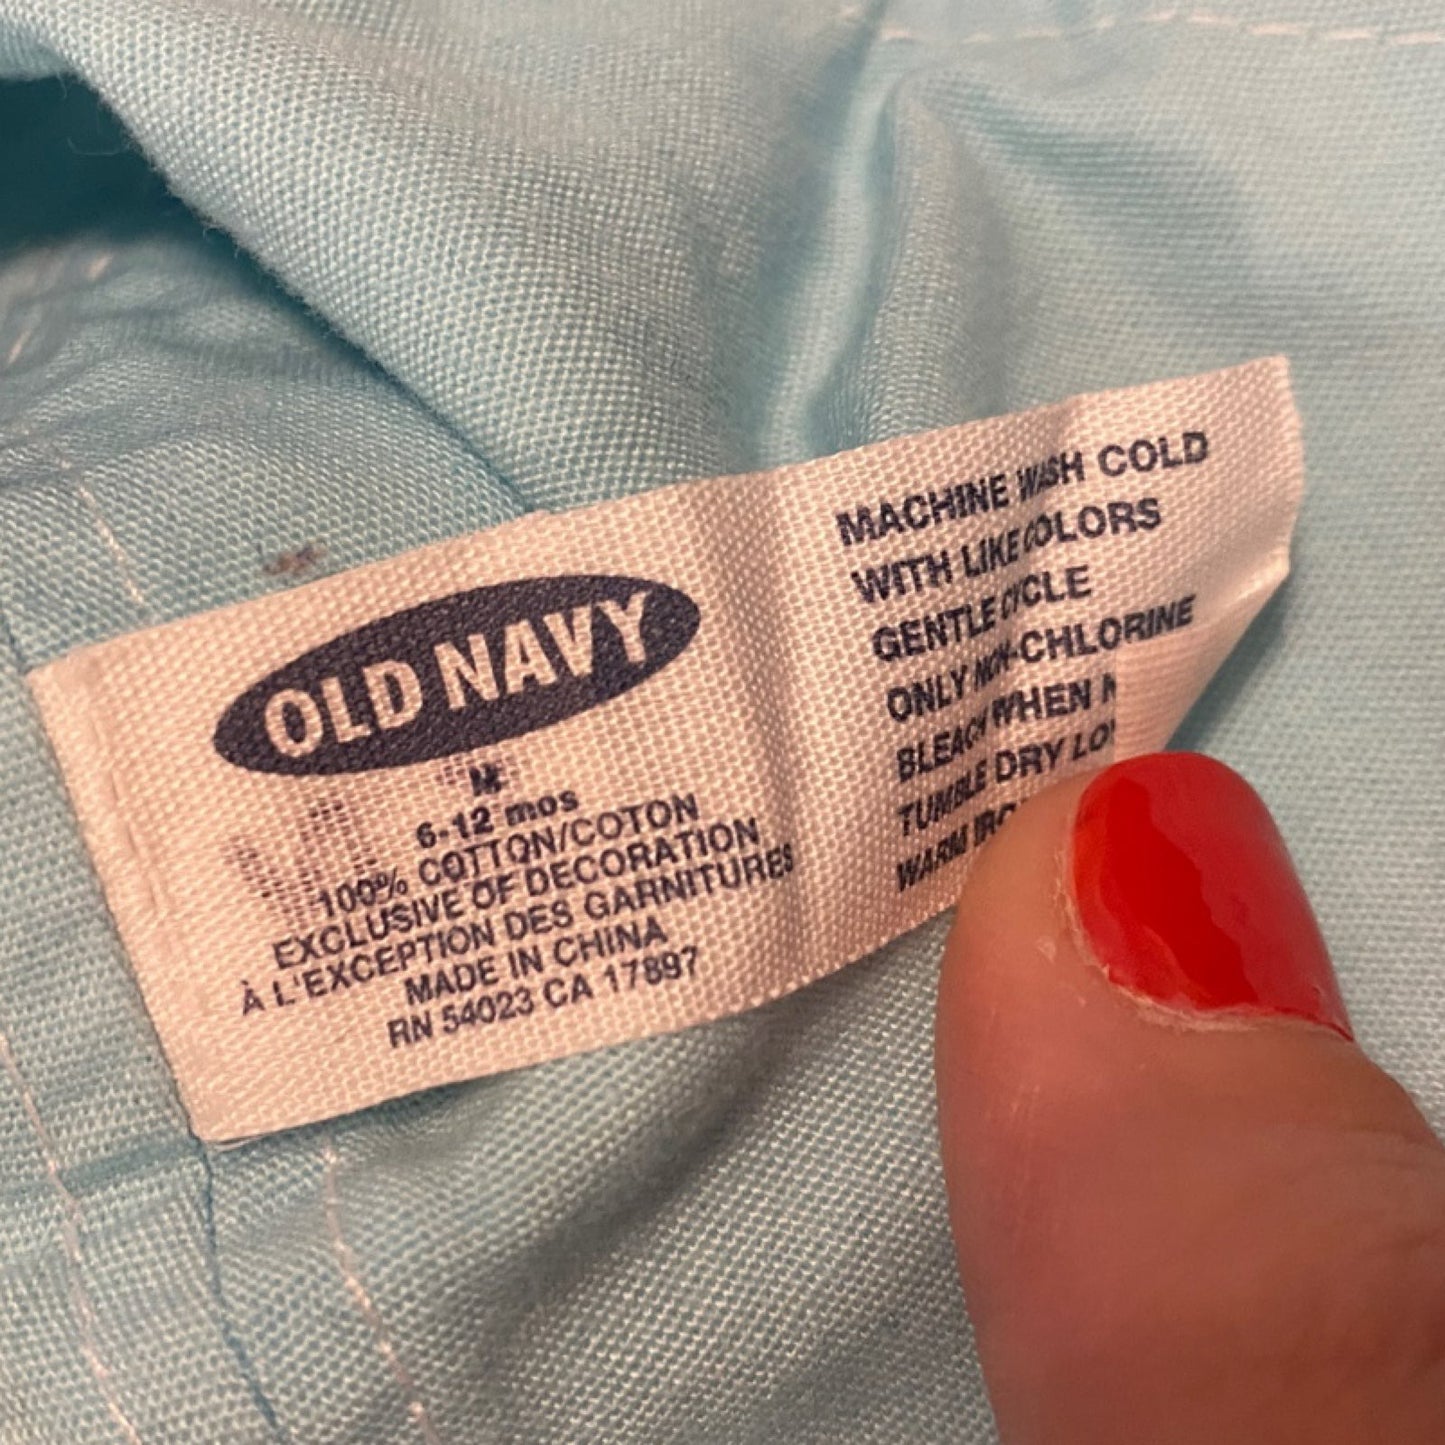 OLD NAVY
M
6-12 mos
100% COTTON/COTON
EXCLUSIVE OF DECORATION
À L'EXCEPTION DES GARNITURES
MADE IN CHINA
RN 54023 CA 17897
MACHINE WASH COLD
WITH LIKE COLORS
GENTLE CYCLE
ONLY NON-CHLORINE
BLEACH WHEN
TUMBLE DRY
WARM